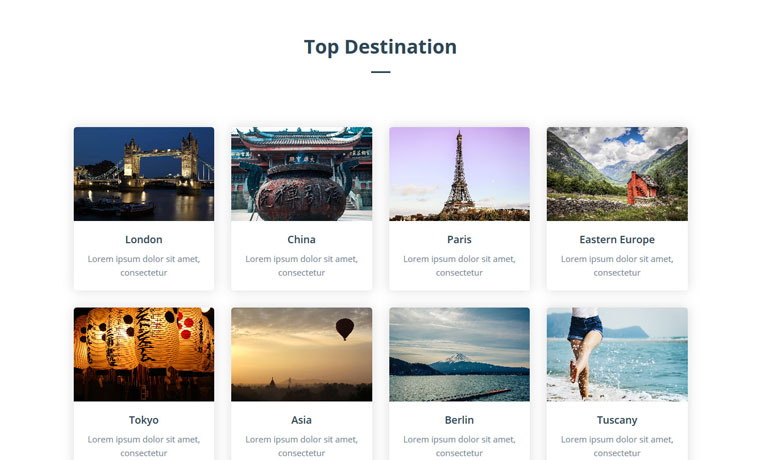 Top Destination
London
Lorem ipsum dolor sit amet,
consectetur
China
Lorem ipsum dolor sit amet,
consectetur
Paris
Lorem ipsum dolor sit amet,
consectetur
Eastern Europe
Lorem ipsum dolor sit amet,
consectetur
Tokyo
Lorem ipsum dolor sit amet,
consectetur
Asia
Lorem ipsum dolor sit amet,
consectetur
Berlin
Lorem ipsum dolor sit amet,
consectetur
Tuscany
Lorem ipsum dolor sit amet,
consectetur